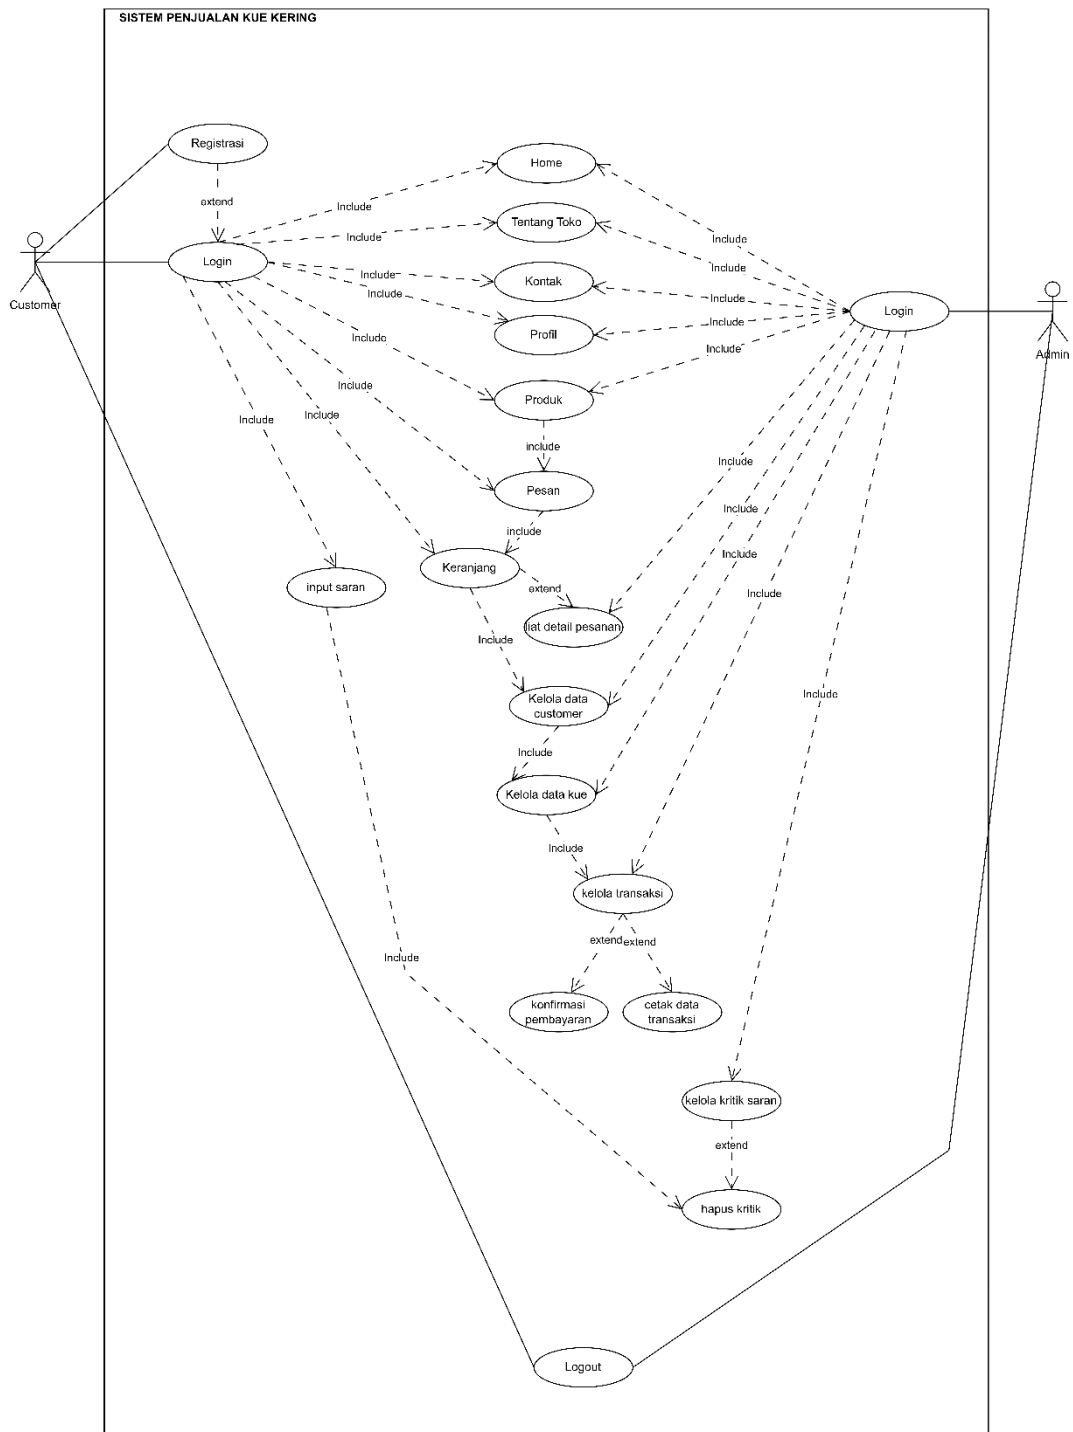 SISTEM PENJUALAN KUE KERING
Registrasi
Home
extend
Include
Tentang Toko
Include
Include
Include
Login
Customer
Include
Include
Kontak
Include
Login
Admin
Profil
Include
Include
Include
Produk
Include
Include
Include
include
Include
Pesan
Include
include
Include
Keranjang
extend
input saran
Include
liat detail pesanan
Include
Kelola data
customer
Include
Include
Kelola data kue
Include
kelola transaksi
extend
extend
Include
konfirmasi
pembayaran
cetak data
transaksi
kelola kritik saran
extend
hapus kritik
Logout